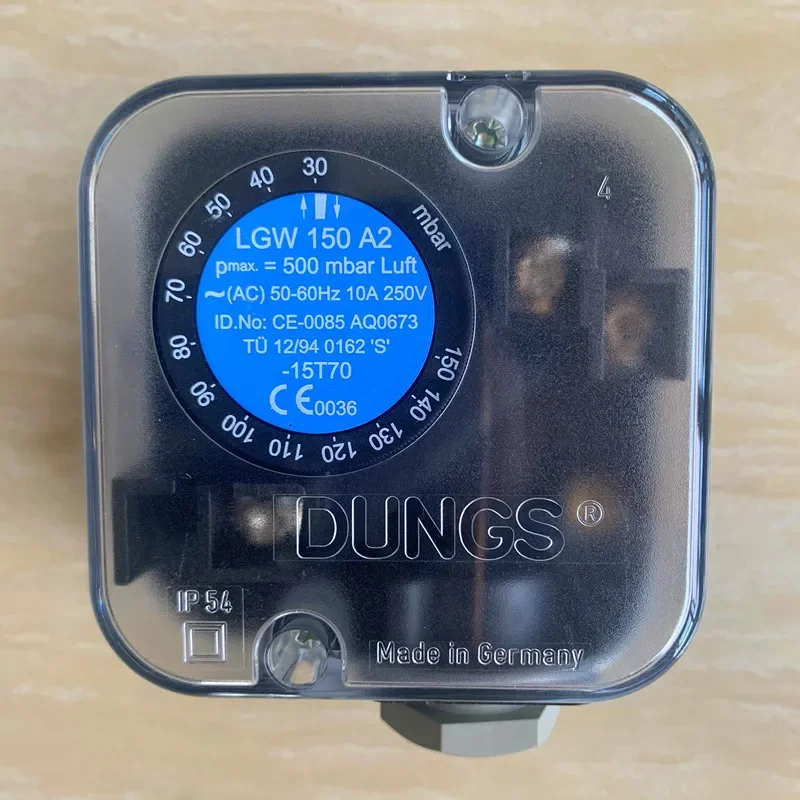 30
40
50
60
70
80
90
100
110
120
130
140
150
mbar
LGW 150 A2
pmax. = 500 mbar Luft
~(AC) 50-60Hz 10A 250V
ID.No: CE-0085 AQ0673
TÜ 12/94 0162 'S'
-15T70
CE0036
4
DUNGS®
IP 54
Made in Germany